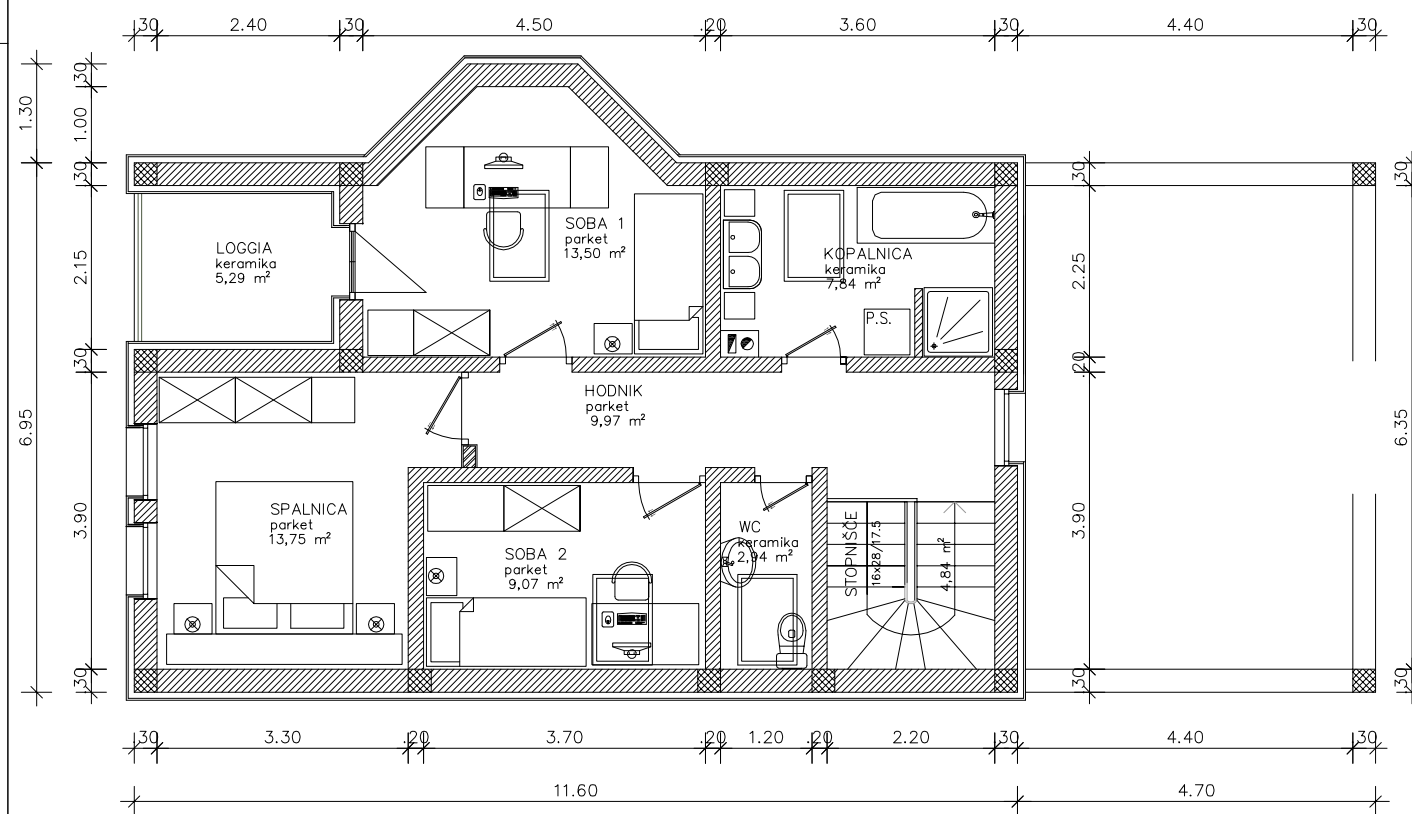 .30
2.40
.30
4.50
.20
3.60
.30
4.40
.30
1.30
6.95
.30
1.00
.30
2.15
.30
3.90
.30
LOGGIA
keramika
5,29 m²
SOBA 1
parket
13,50 m²
KOPALNICA
keramika
7,84 m²
P.S.
HODNIK
parket
9,97 m²
SPALNICA
parket
13,75 m²
SOBA 2
parket
9,07 m²
WC
keramika
2,94 m²
STOPNIŠČE
16x28/17.5
4,84 m²
.30
2.25
.20
3.90
.30
.30
6.35
.30
.30
3.30
.20
3.70
.20
1.20
.20
2.20
.30
4.40
.30
11.60
4.70